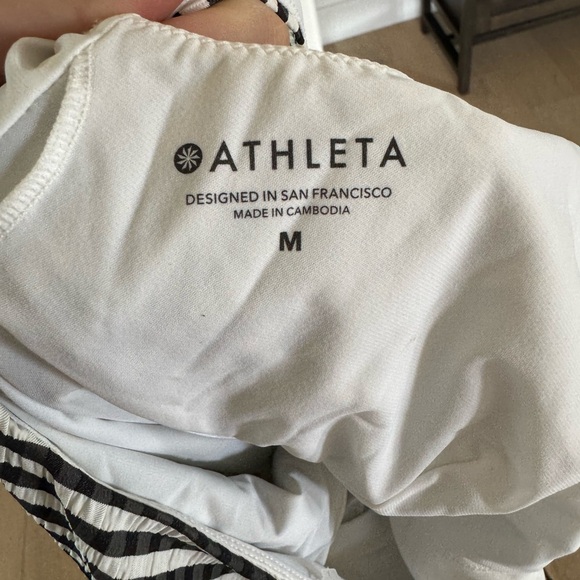 ATHLETA
DESIGNED IN SAN FRANCISCO
MADE IN CAMBODIA
M